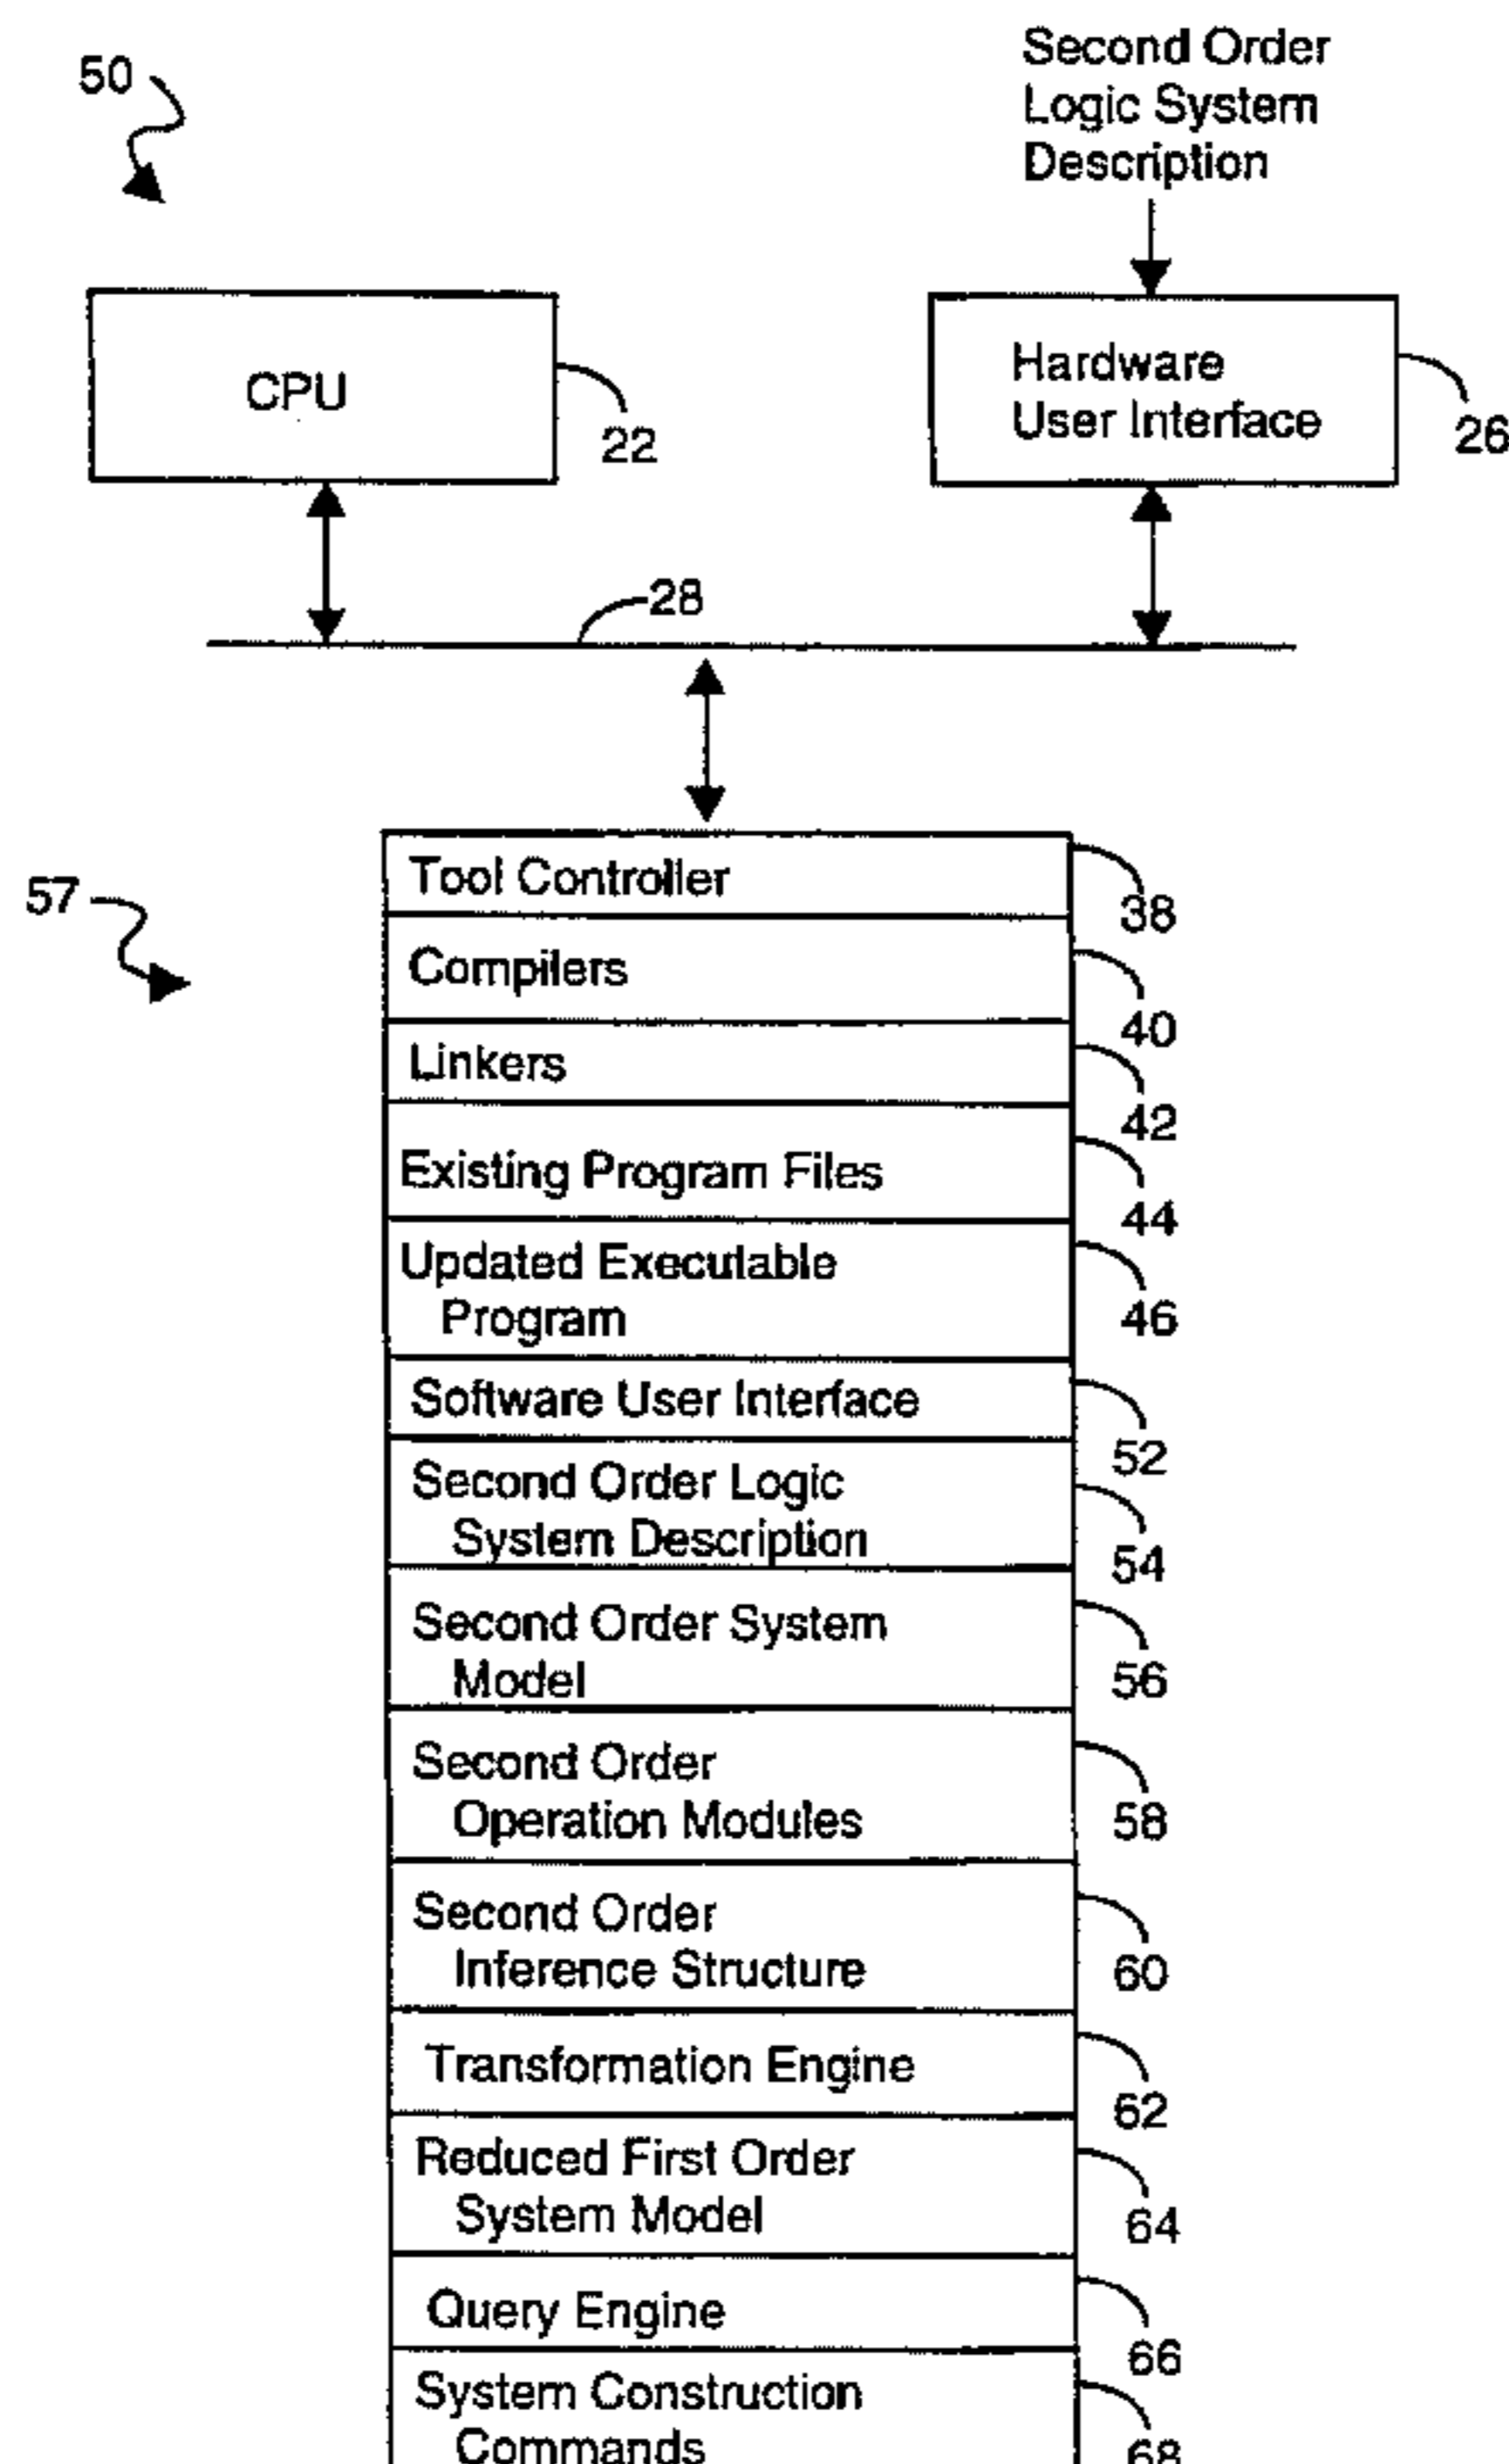 50
Second Order
Logic System
Description
CPU
22
Hardware
User Interface
26
28
57
Tool Controller
38
Compilers
40
Linkers
42
Existing Program Files
44
Updated Executable
Program
46
Software User Interface
52
Second Order Logic
System Description
54
Second Order System
Model
56
Second Order
Operation Modules
58
Second Order
Inference Structure
60
Transformation Engine
62
Reduced First Order
System Model
64
Query Engine
66
System Construction
Commands
68